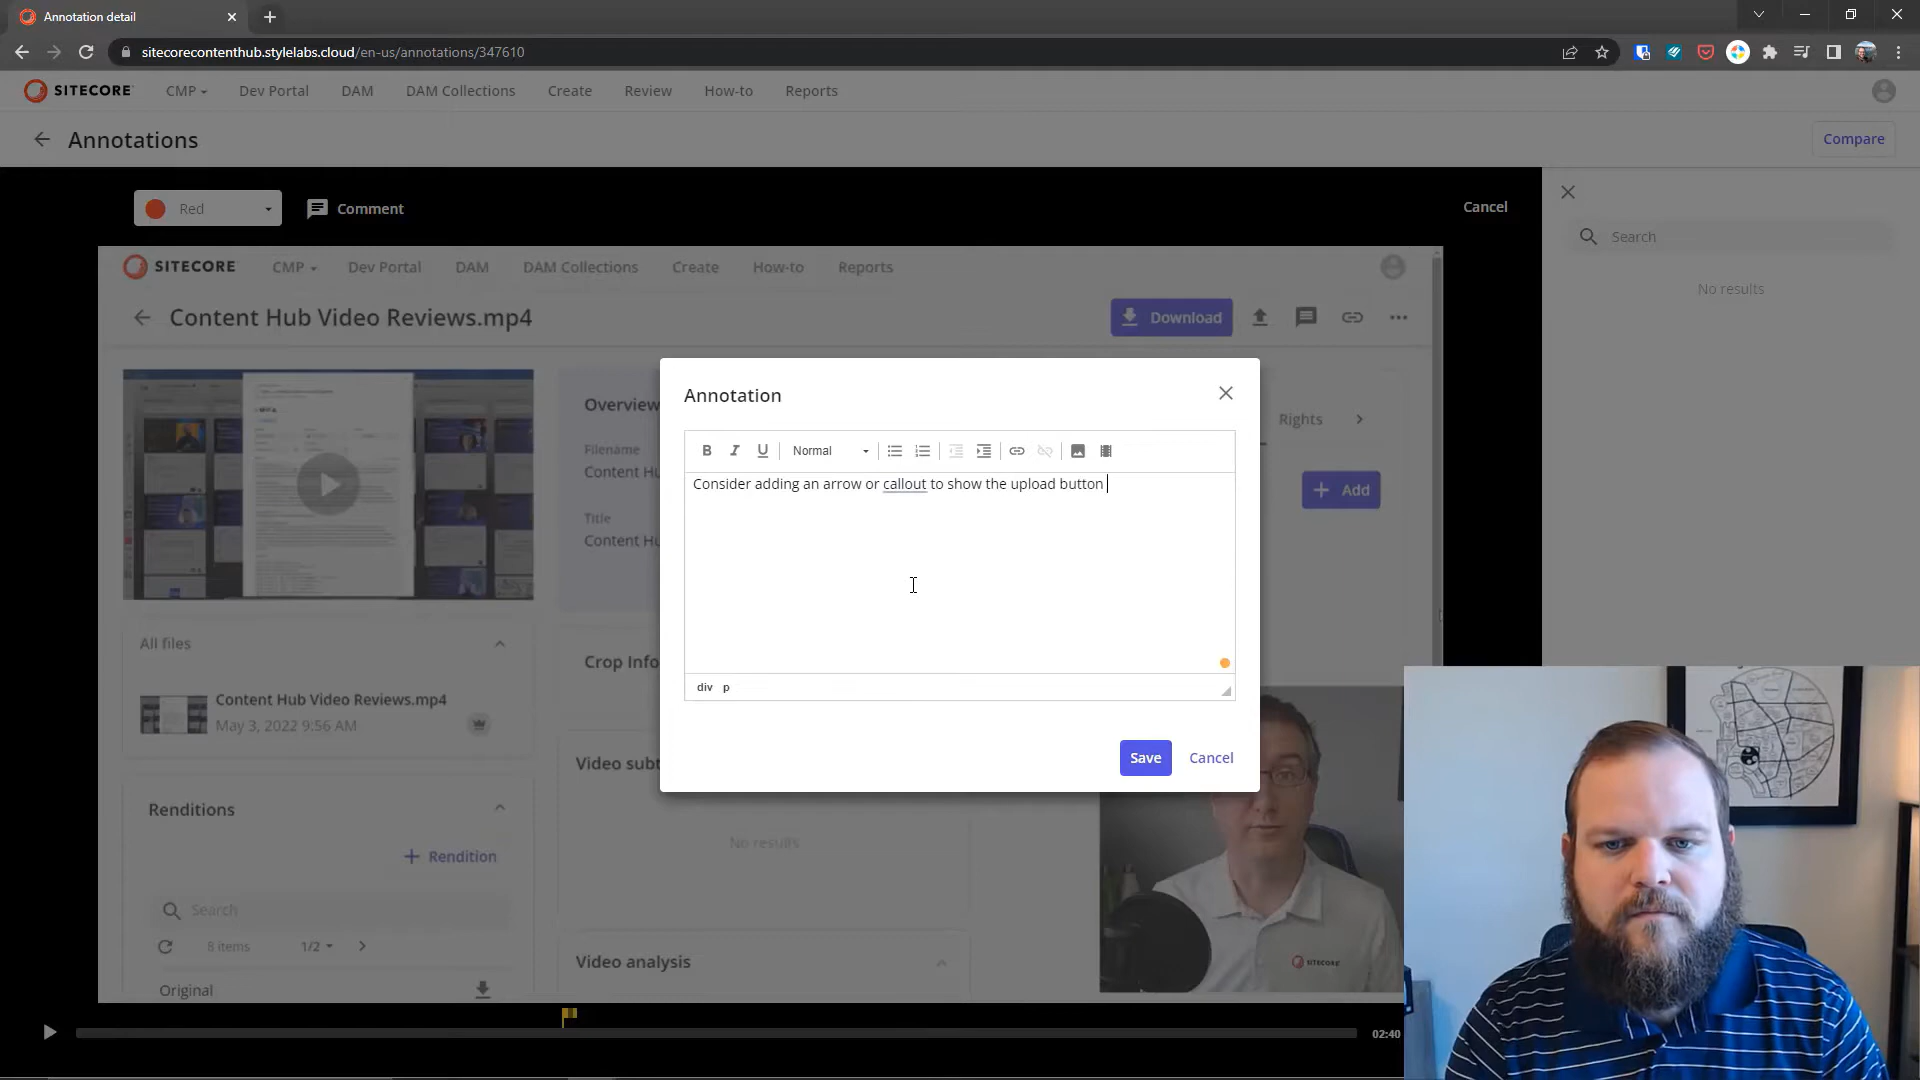 Annotation detail
sitecorecontenthub.stylelabs.cloud/en-us/annotations/347610
SITECORE
CMP
Dev Portal
DAM
DAM Collections
Create
Review
How-to
Reports
Annotations
Compare
Red
Comment
Cancel
Search
No results
SITECORE
CMP
Dev Portal
DAM
DAM Collections
Create
How-to
Reports
Content Hub Video Reviews.mp4
Download
Overview
Rights
Filename
Content Hu
Add
Title
Content Hu
Annotation
B I U Normal
Consider adding an arrow or callout to show the upload button
div p
Save Cancel
All files
Content Hub Video Reviews.mp4
May 3, 2022 9:56 AM
Crop Info
Video subt
No results
Renditions
Rendition
Search
8 items 1/2
Original
Video analysis
SITECORE
02:40